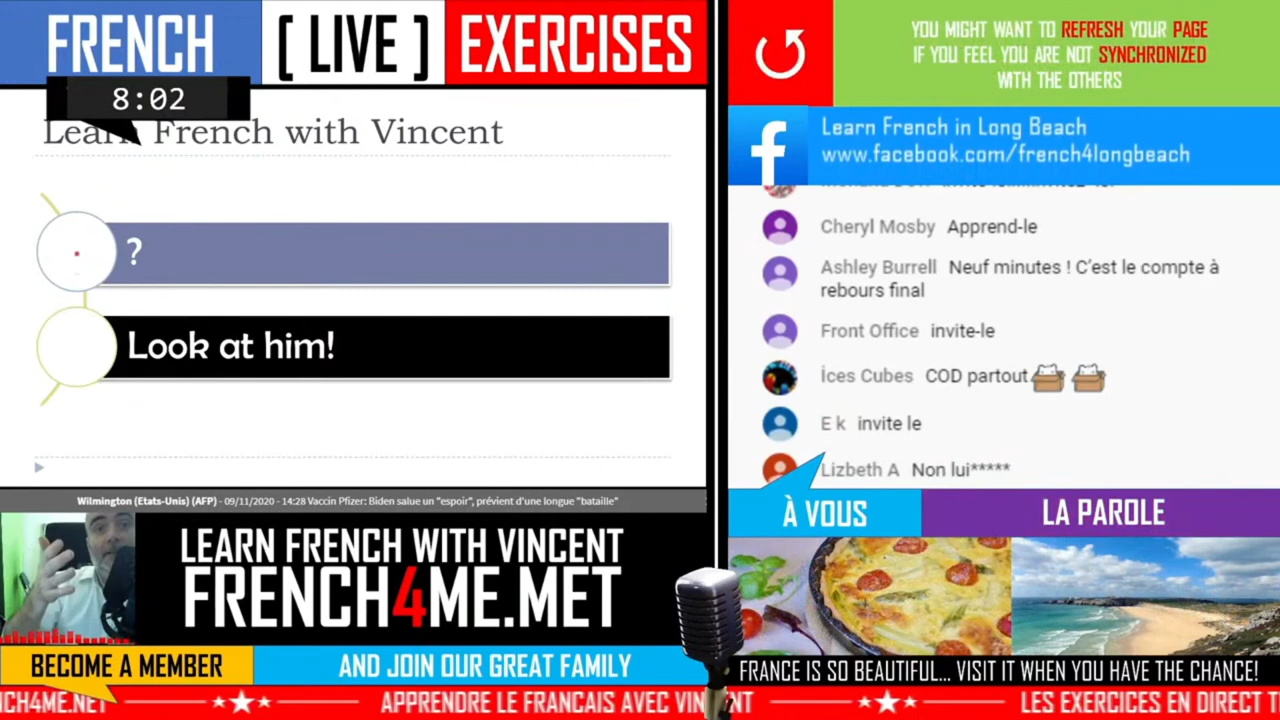 FRENCH [ LIVE ] EXERCISES
8:02
Learn French with Vincent
?
Look at him!
Wilmington (Etats-Unis) (AFP) - 09/11/2020 - 14:28 Vaccin Pfizer: Biden salue un "espoir", prévient d'une longue "bataille"
LEARN FRENCH WITH VINCENT
FRENCH4ME.MET
BECOME A MEMBER
AND JOIN OUR GREAT FAMILY
YOU MIGHT WANT TO REFRESH YOUR PAGE
IF YOU FEEL YOU ARE NOT SYNCHRONIZED
WITH THE OTHERS
f
Learn French in Long Beach
www.facebook.com/french4longbeach
Cheryl Mosby Apprend-le
Ashley Burrell Neuf minutes ! C'est le compte à
rebours final
Front Office invite-le
İces Cubes COD partout
E k invite le
Lizbeth A Non lui*****
À VOUS LA PAROLE
FRANCE IS SO BEAUTIFUL... VISIT IT WHEN YOU HAVE THE CHANCE!
CH4ME.NET APPRENDRE LE FRANCAIS AVEC VIN NT LES EXERCICES EN DIRECT T